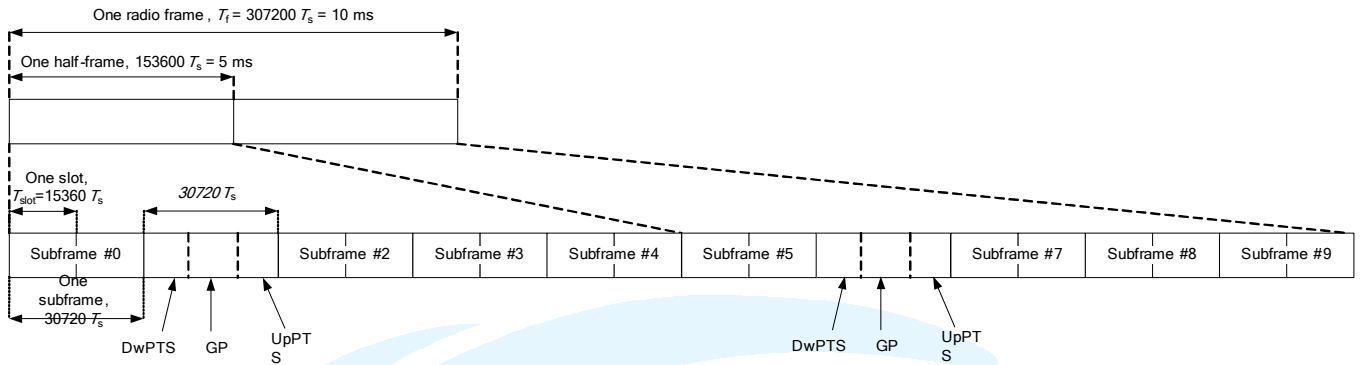 One radio frame , Tf = 307200 Ts = 10 ms
One half-frame, 153600 Ts = 5 ms
One slot,
Tslot=15360 Ts
30720 Ts
Subframe #0
Subframe #2
Subframe #3
Subframe #4
Subframe #5
Subframe #7
Subframe #8
Subframe #9
One
subframe ,
30720 Ts
DwPTS
GP
UpPT
S
DwPTS
GP
UpPT
S